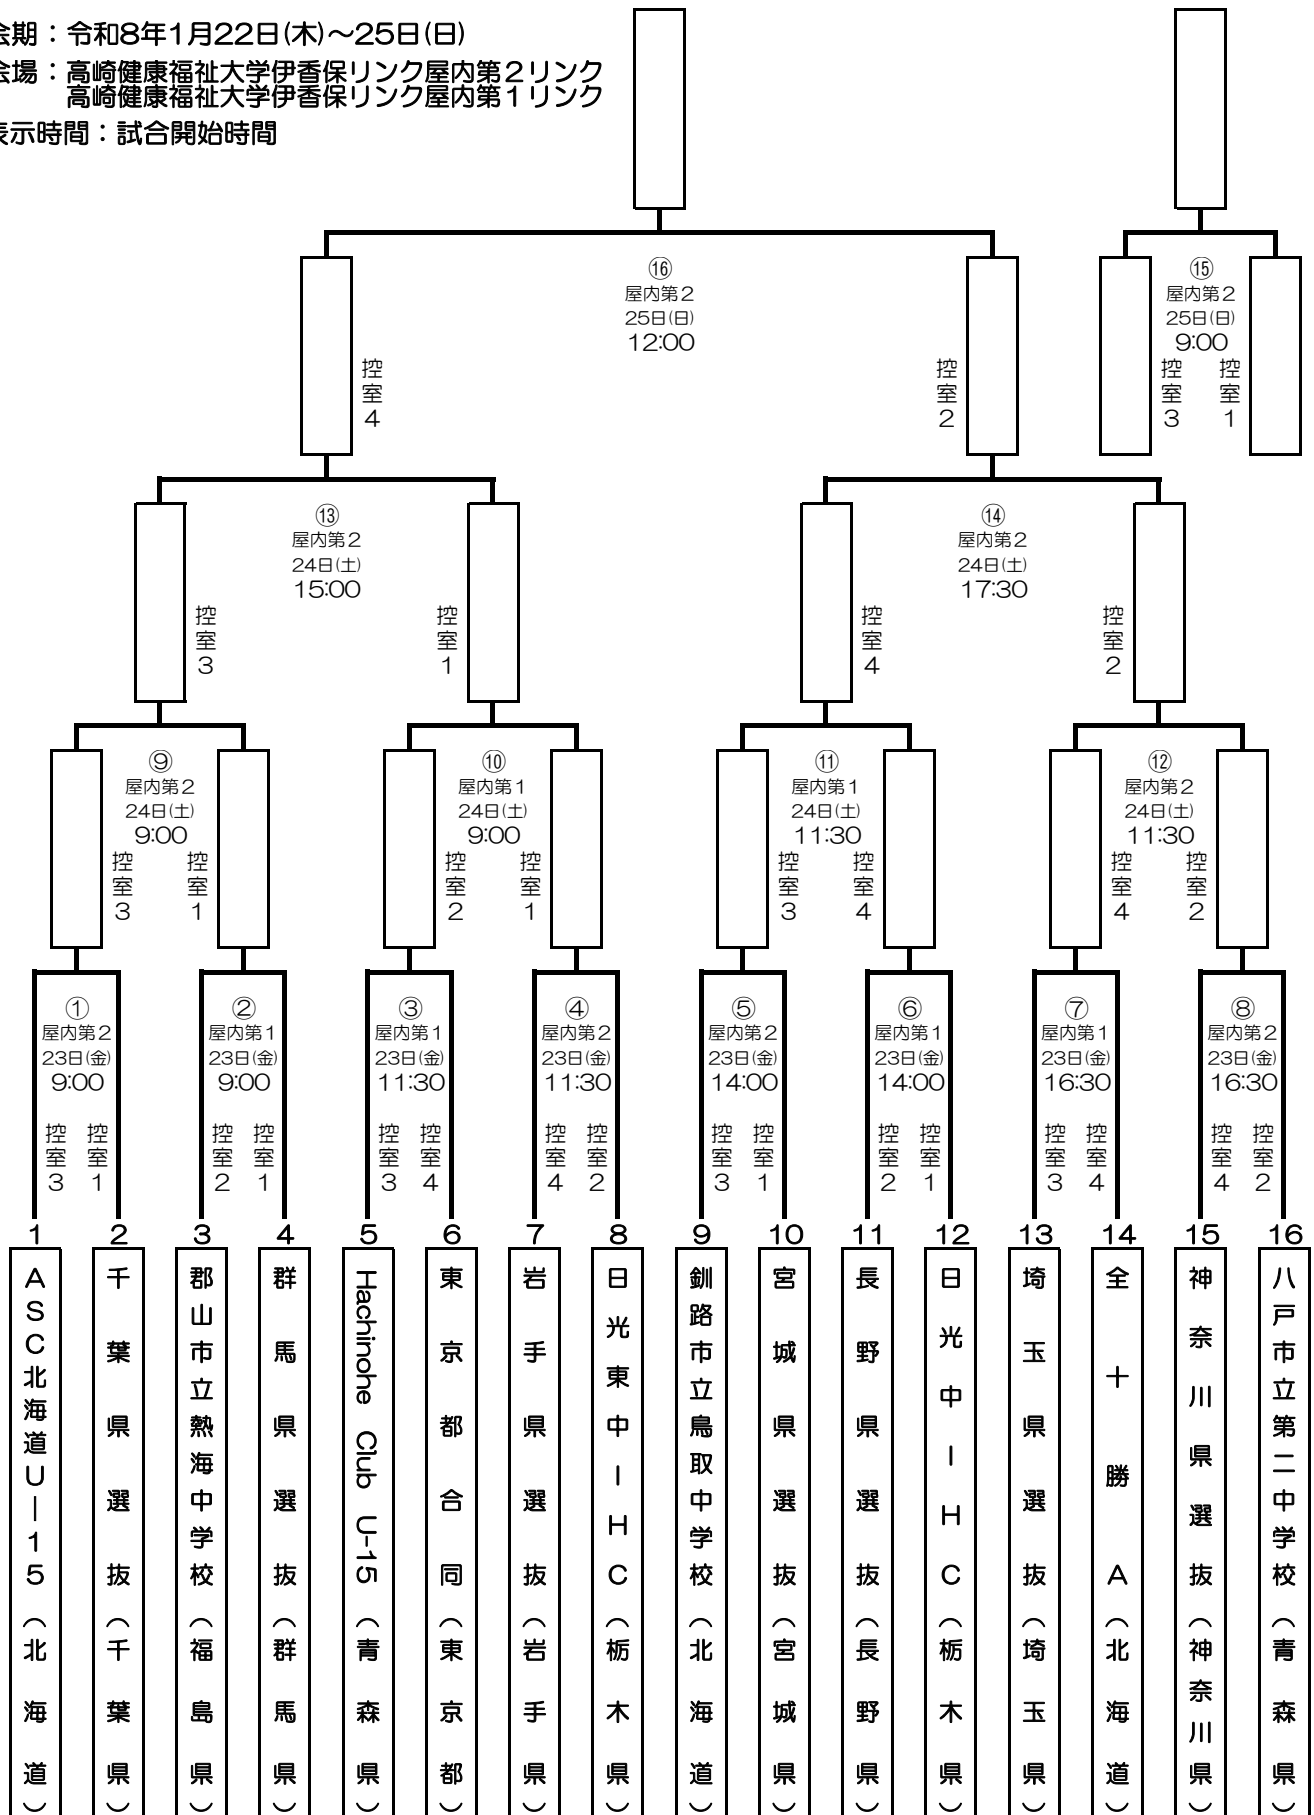 会期：令和8年1月22日(木)～25日(日)
会場：高崎健康福祉大学伊香保リンク屋内第２リンク
高崎健康福祉大学伊香保リンク屋内第１リンク
表示時間：試合開始時間
⑯
屋内第２
25日(日)
12:00
控室４
控室２
⑮
屋内第２
25日(日)
9:00
控室３
控室１
⑬
屋内第２
24日(土)
15:00
控室３
控室１
⑭
屋内第２
24日(土)
17:30
控室４
控室２
⑨
屋内第２
24日(土)
9:00
控室３
控室１
⑩
屋内第１
24日(土)
9:00
控室２
控室１
⑪
屋内第１
24日(土)
11:30
控室３
控室４
⑫
屋内第２
24日(土)
11:30
控室４
控室２
①
屋内第２
23日(金)
9:00
控室３
控室１
②
屋内第１
23日(金)
9:00
控室２
控室１
③
屋内第１
23日(金)
11:30
控室３
控室４
④
屋内第２
23日(金)
11:30
控室４
控室２
⑤
屋内第２
23日(金)
14:00
控室３
控室１
⑥
屋内第１
23日(金)
14:00
控室２
控室１
⑦
屋内第１
23日(金)
16:30
控室３
控室４
⑧
屋内第２
23日(金)
16:30
控室４
控室２
1
ＡＳＣ北海道Ｕ－１５（北海道）
2
千葉県選抜（千葉県）
3
郡山市立熱海中学校（福島県）
4
群馬県選抜（群馬県）
5
Hachinohe Club U-15（青森県）
6
東京都合同（東京都）
7
岩手県選抜（岩手県）
8
日光東中ＩＨＣ（栃木県）
9
釧路市立鳥取中学校（北海道）
10
宮城県選抜（宮城県）
11
長野県選抜（長野県）
12
日光中ＩＨＣ（栃木県）
13
埼玉県選抜（埼玉県）
14
全十勝Ａ（北海道）
15
神奈川県選抜（神奈川県）
16
八戸市立第二中学校（青森県）